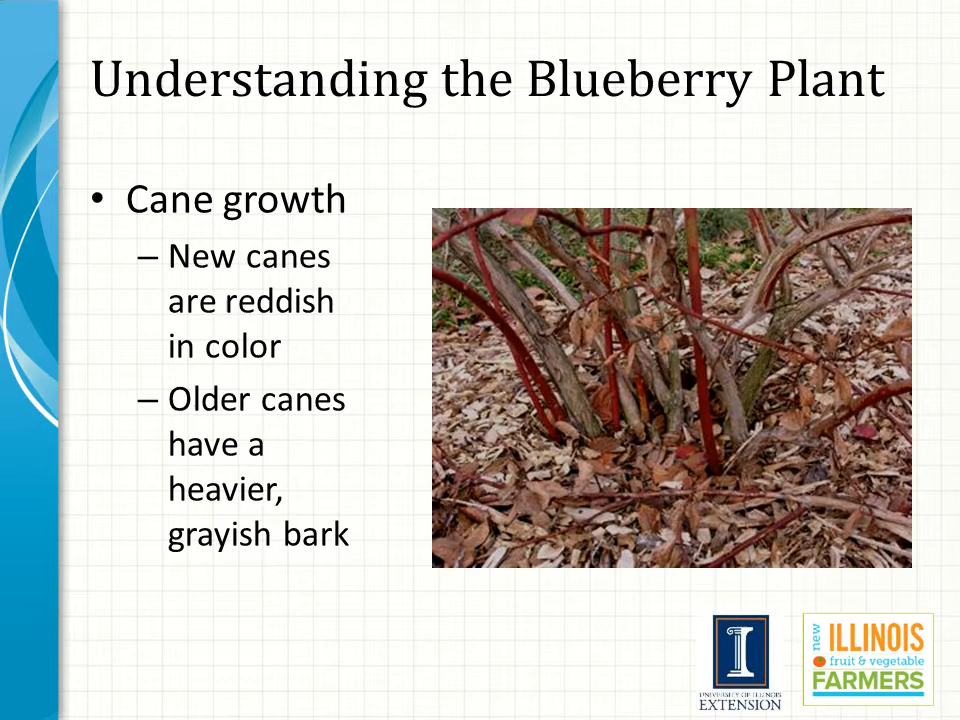 Understanding the Blueberry Plant
• Cane growth
– New canes
are reddish
in color
– Older canes
have a
heavier,
grayish bark
I
UNIVERSITY OF ILLINOIS
EXTENSION
new
ILLINOIS
fruit & vegetable
FARMERS